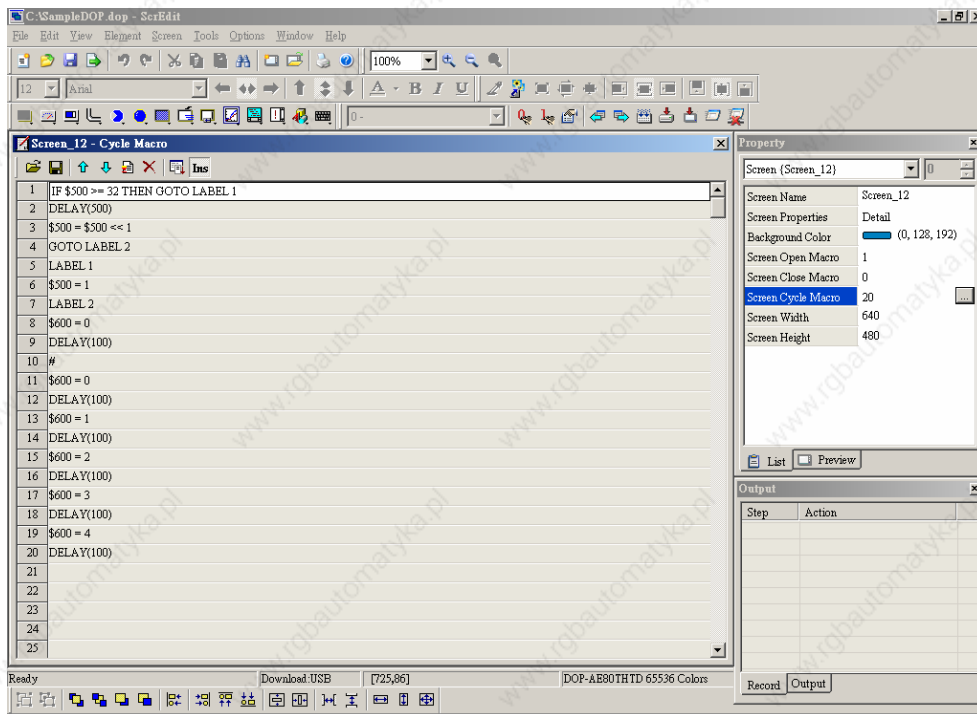 C:\SampleDOP.dop - ScrEdit
File Edit View Element Screen Tools Options Window Help
100%
12 Arial A B I U
0 -
Screen_12 - Cycle Macro
Ins
1 IF $500 >= 32 THEN GOTO LABEL 1
2 DELAY(500)
3 $500 = $500 << 1
4 GOTO LABEL 2
5 LABEL 1
6 $500 = 1
7 LABEL 2
8 $600 = 0
9 DELAY(100)
10 #
11 $600 = 0
12 DELAY(100)
13 $600 = 1
14 DELAY(100)
15 $600 = 2
16 DELAY(100)
17 $600 = 3
18 DELAY(100)
19 $600 = 4
20 DELAY(100)
21
22
23
24
25
Property
Screen {Screen_12} 0
Screen Name Screen_12
Screen Properties Detail
Background Color (0, 128, 192)
Screen Open Macro 1
Screen Close Macro 0
Screen Cycle Macro 20 ...
Screen Width 640
Screen Height 480
List Preview
Output
Step Action
Record Output
Ready Download:USB [725,86] DOP-AE80THTD 65536 Colors
www.rgbautomatyka.pl